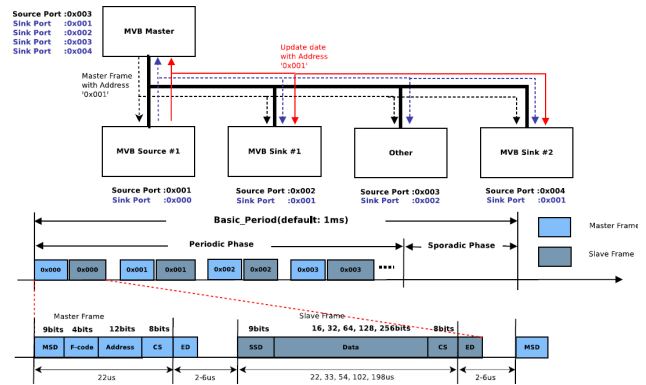 Source Port :0x003
Sink Port :0x001
Sink Port :0x002
Sink Port :0x003
Sink Port :0x004
MVB Master
Update date
with Address
'0x001'
Master Frame
with Address
'0x001'
MVB Source #1
MVB Sink #1
Other
MVB Sink #2
Source Port :0x001
Sink Port :0x000
Source Port :0x002
Sink Port :0x001
Source Port :0x003
Sink Port :0x002
Source Port :0x004
Sink Port :0x001
Basic_Period(default: 1ms)
Master Frame
Periodic Phase
Sporadic Phase
Slave Frame
0x000 0x000 0x001 0x001 0x002 0x002 0x003 0x003
Master Frame
Slave Frame
9bits 4bits 12bits 8bits
9bits 16, 32, 64, 128, 256bits 8bits
MSD F-code Address CS ED
SSD Data CS ED
MSD
22us 2-6us
22, 33, 54, 102, 198us 2-6us